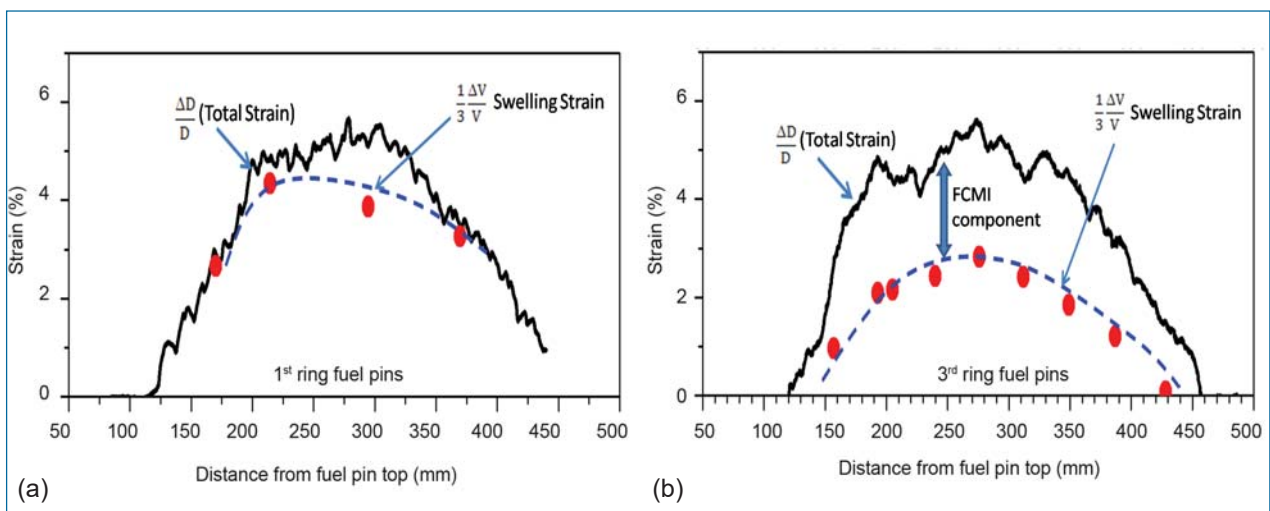 6
4
2
0
Strain (%)
ΔD/D (Total Strain)
1/3 ΔV/V Swelling Strain
1st ring fuel pins
50 100 150 200 250 300 350 400 450 500
Distance from fuel pin top (mm)
(a)
6
4
2
0
Strain (%)
1/3 ΔV/V Swelling Strain
ΔD/D (Total Strain)
FCMI
component
3rd ring fuel pins
50 100 150 200 250 300 350 400 450 500
Distance from fuel pin top (mm)
(b)